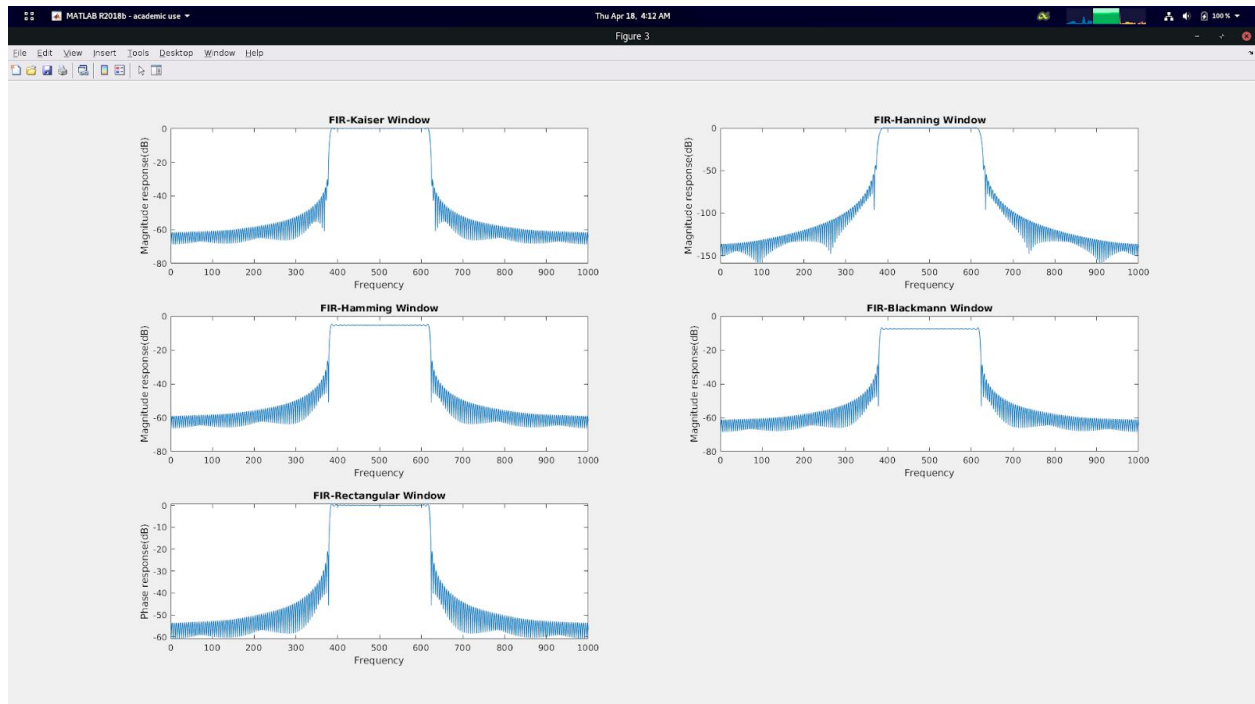 MATLAB R2018b - academic use
Thu Apr 18, 4:12 AM
100 %
Figure 3
File Edit View Insert Tools Desktop Window Help
FIR-Kaiser Window
Magnitude response(dB)
0
-20
-40
-60
-80
0 100 200 300 400 500 600 700 800 900 1000
Frequency
FIR-Hanning Window
Magnitude response(dB)
0
-50
-100
-150
0 100 200 300 400 500 600 700 800 900 1000
Frequency
FIR-Hamming Window
Magnitude response(dB)
0
-20
-40
-60
-80
0 100 200 300 400 500 600 700 800 900 1000
Frequency
FIR-Blackmann Window
Magnitude response(dB)
0
-20
-40
-60
-80
0 100 200 300 400 500 600 700 800 900 1000
Frequency
FIR-Rectangular Window
Phase response(dB)
0
-10
-20
-30
-40
-50
-60
0 100 200 300 400 500 600 700 800 900 1000
Frequency